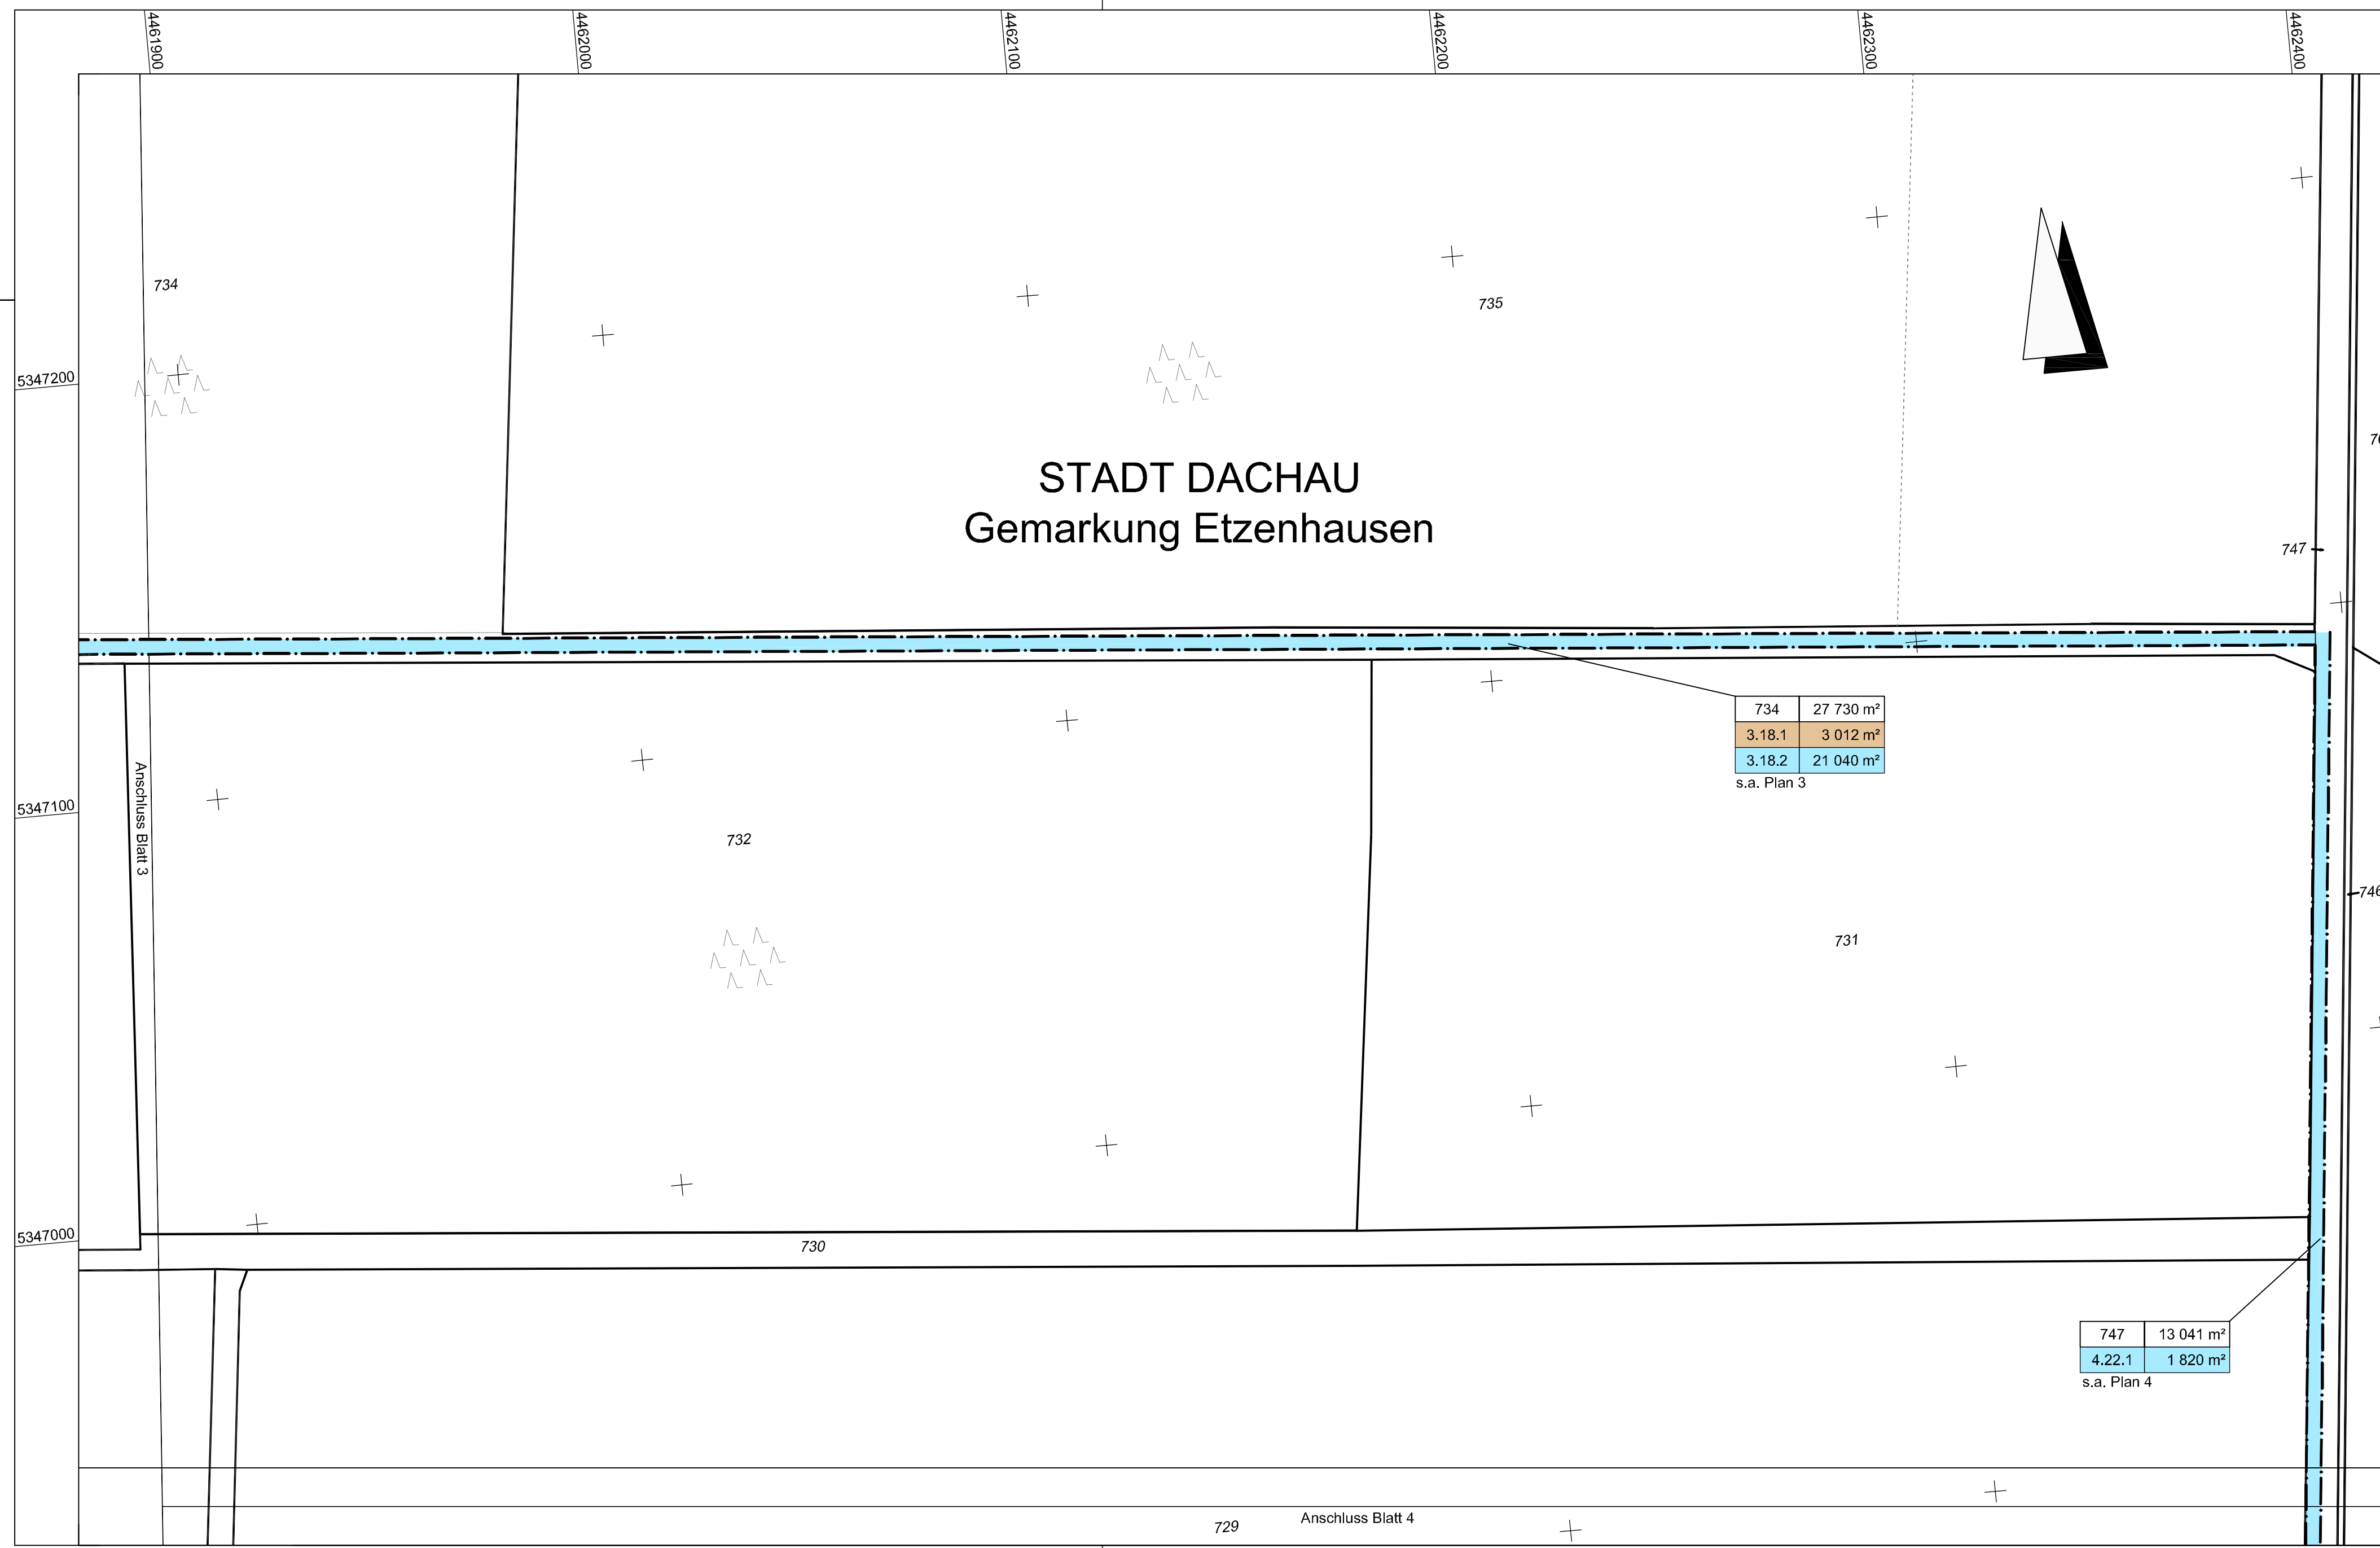 4461900
4462000
4462100
4462200
4462300
4462400
734
735
5347200
STADT DACHAU
Gemarkung Etzenhausen
747
734 27 730 m²
3.18.1 3 012 m²
3.18.2 21 040 m²
s.a. Plan 3
5347100
Anschluss Blatt 3
732
746
731
5347000
730
747 13 041 m²
4.22.1 1 820 m²
s.a. Plan 4
Anschluss Blatt 4
729